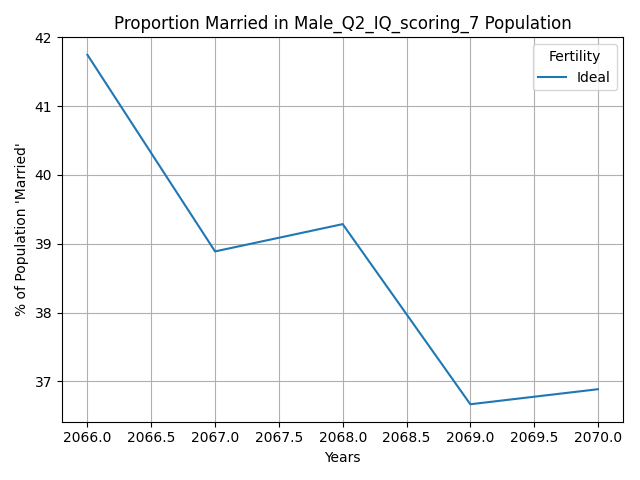 Proportion Married in Male_Q2_IQ_scoring_7 Population
Fertility
Ideal
% of Population 'Married'
42
41
40
39
38
37
2066.0 2066.5 2067.0 2067.5 2068.0 2068.5 2069.0 2069.5 2070.0
Years